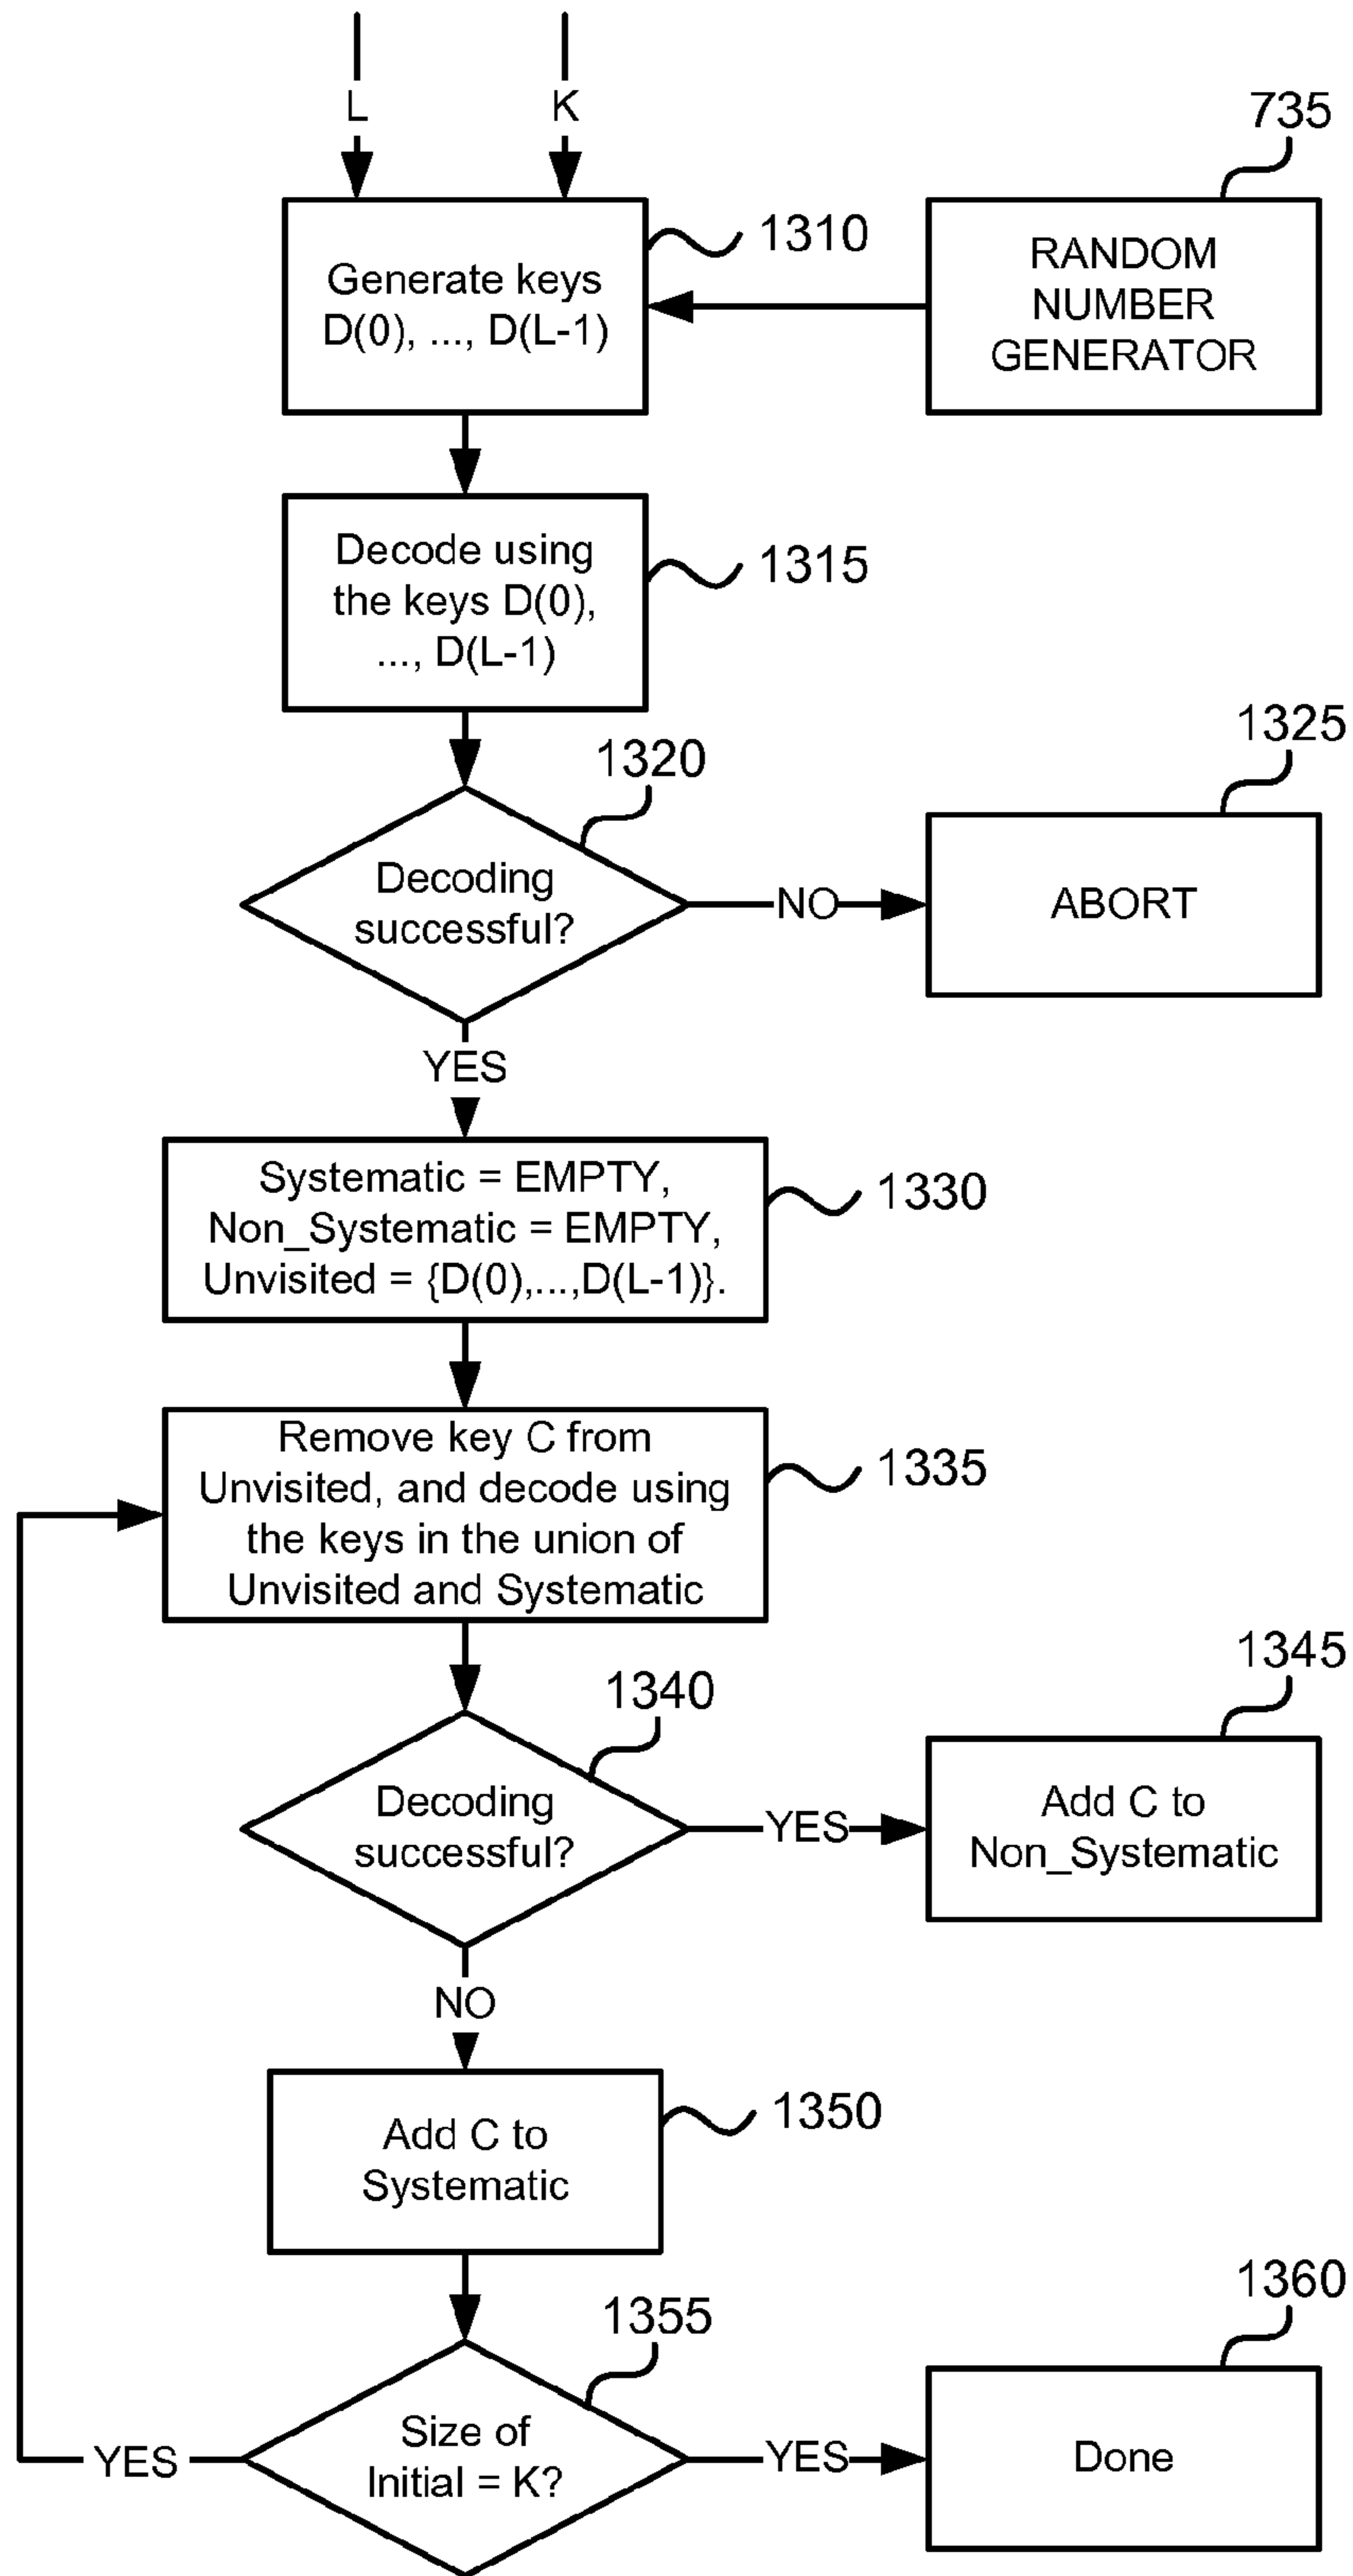 L
K
735
Generate keys
D(0), ..., D(L-1)
1310
RANDOM
NUMBER
GENERATOR
Decode using
the keys D(0),
..., D(L-1)
1315
1320
1325
Decoding
successful?
NO
ABORT
YES
Systematic = EMPTY,
Non_Systematic = EMPTY,
Unvisited = {D(0),...,D(L-1)}.
1330
Remove key C from
Unvisited, and decode using
the keys in the union of
Unvisited and Systematic
1335
1340
1345
Decoding
successful?
YES
Add C to
Non_Systematic
NO
Add C to
Systematic
1350
1355
1360
YES
Size of
Initial = K?
YES
Done